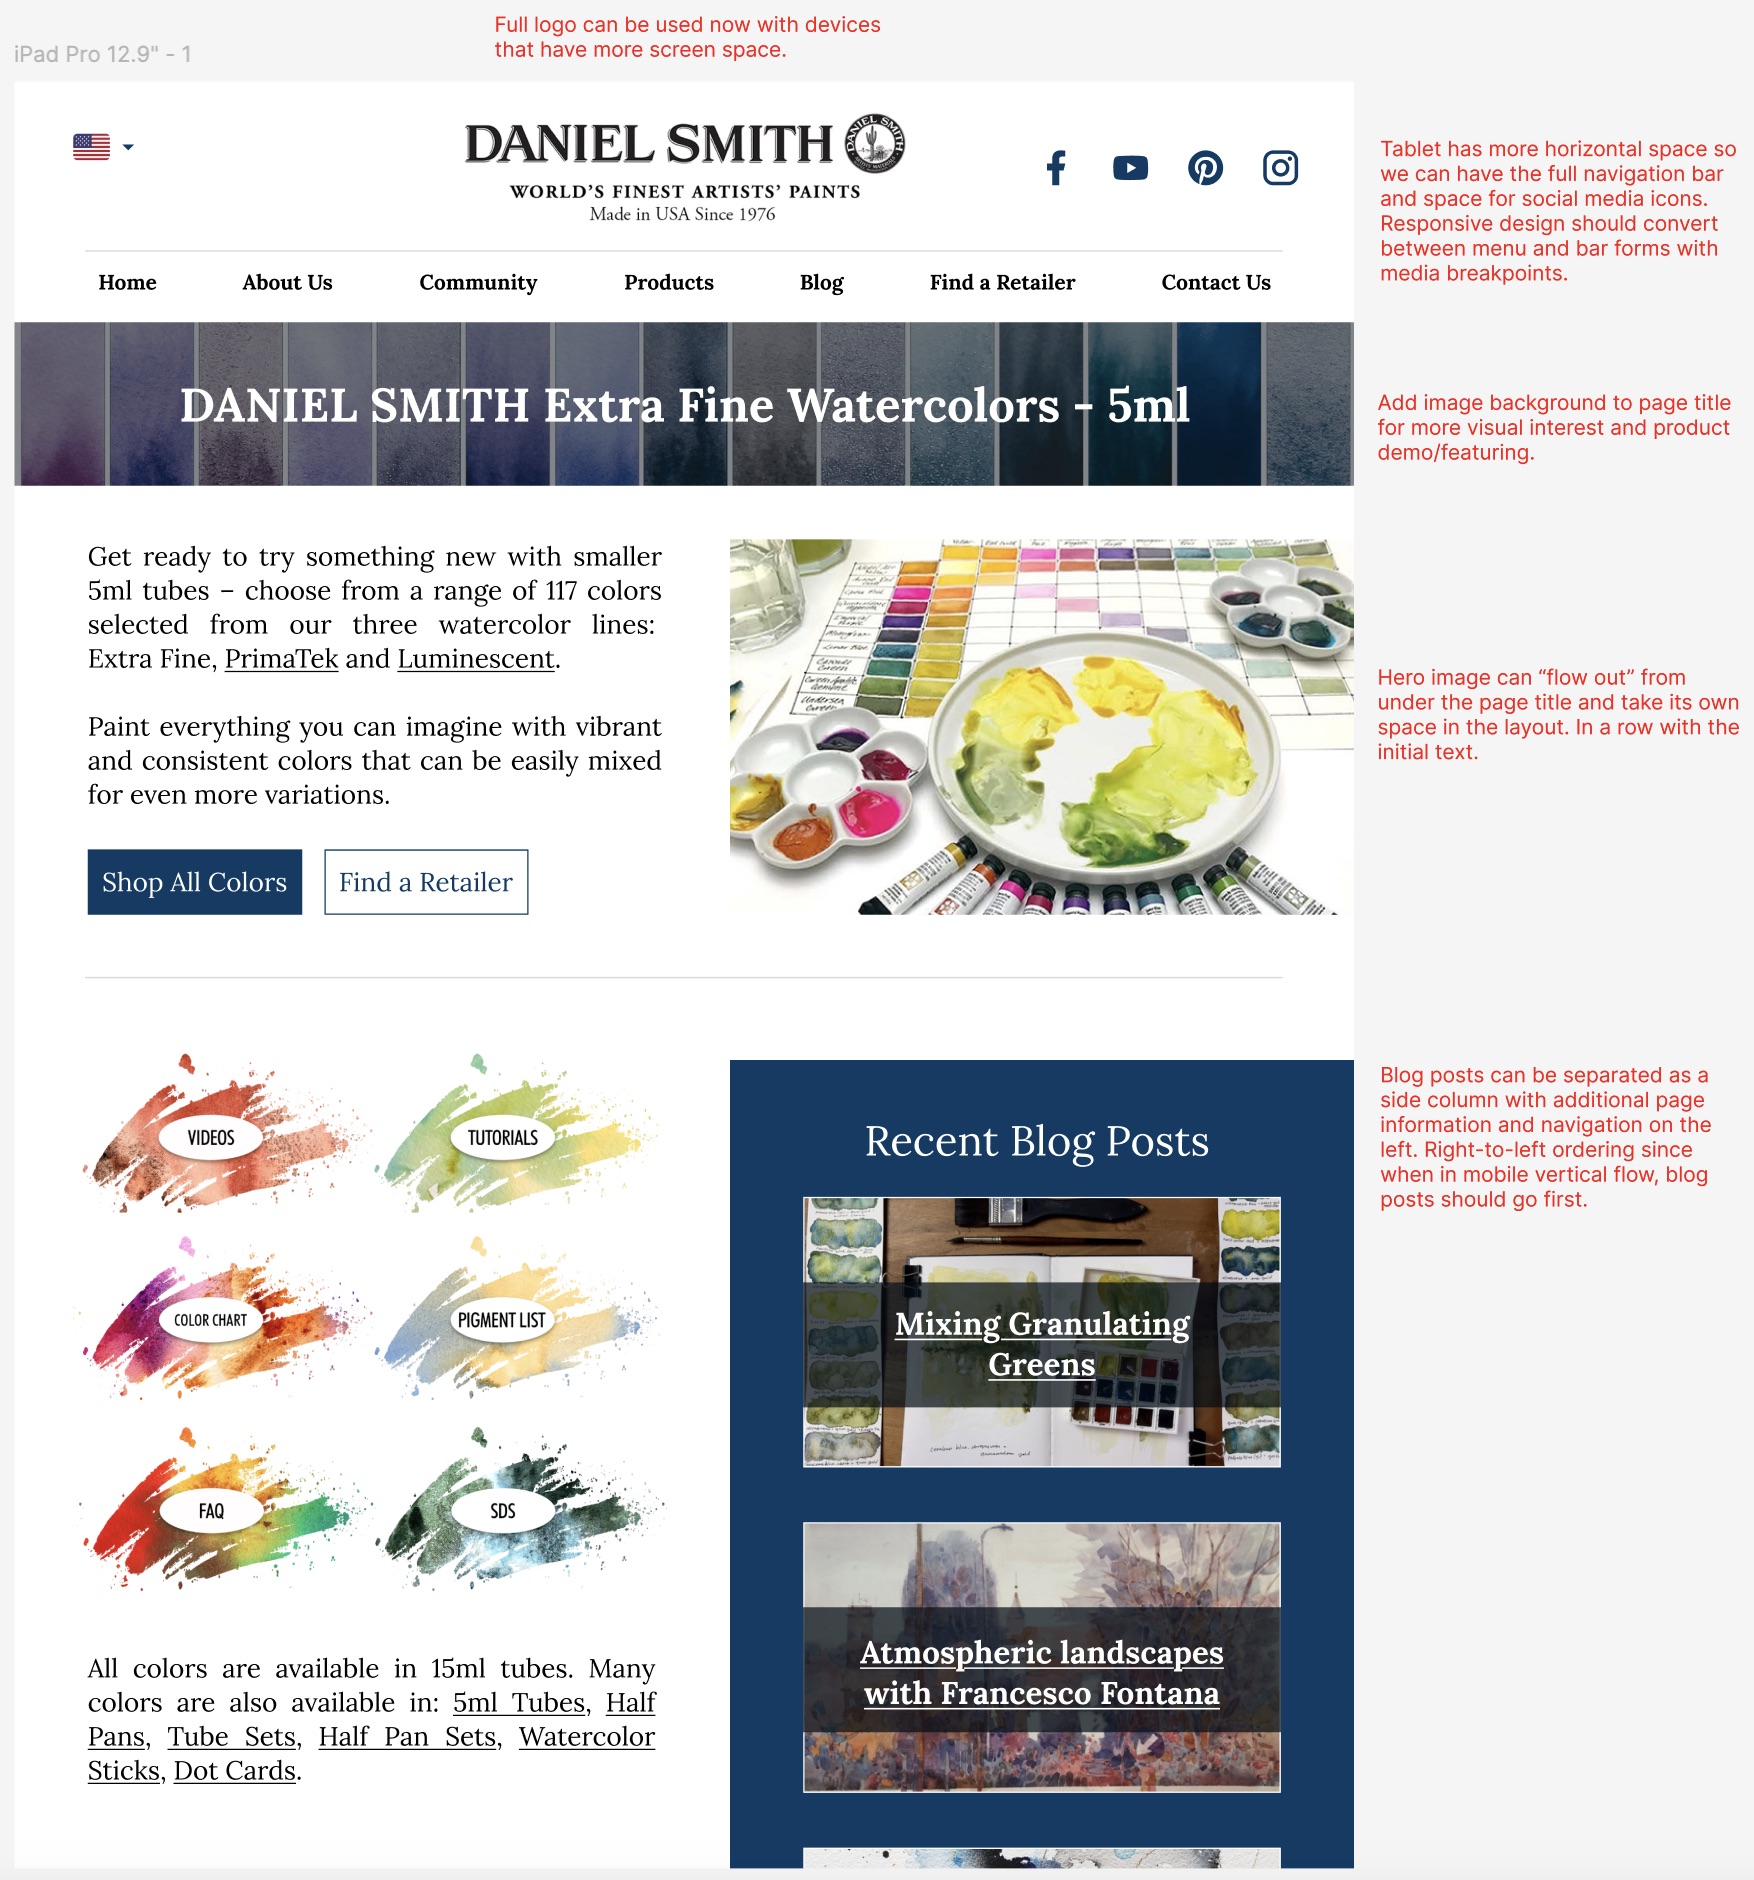 Full logo can be used now with devices
that have more screen space.
iPad Pro 12.9" - 1
DANIEL SMITH
DANIEL SMITH
WORLD'S FINEST ARTISTS' PAINTS
Made in USA Since 1976
Tablet has more horizontal space so
we can have the full navigation bar
and space for social media icons.
Responsive design should convert
between menu and bar forms with
media breakpoints.
Home About Us Community Products Blog Find a Retailer Contact Us
DANIEL SMITH Extra Fine Watercolors - 5ml
Add image background to page title
for more visual interest and product
demo/featuring.
Get ready to try something new with smaller
5ml tubes – choose from a range of 117 colors
selected from our three watercolor lines:
Extra Fine, PrimaTek and Luminescent.
Paint everything you can imagine with vibrant
and consistent colors that can be easily mixed
for even more variations.
Shop All Colors Find a Retailer
Hero image can “flow out” from
under the page title and take its own
space in the layout. In a row with the
initial text.
VIDEOS TUTORIALS
COLOR CHART PIGMENT LIST
FAQ SDS
All colors are available in 15ml tubes. Many
colors are also available in: 5ml Tubes, Half
Pans, Tube Sets, Half Pan Sets, Watercolor
Sticks, Dot Cards.
Recent Blog Posts
Mixing Granulating
Greens
Atmospheric landscapes
with Francesco Fontana
Blog posts can be separated as a
side column with additional page
information and navigation on the
left. Right-to-left ordering since
when in mobile vertical flow, blog
posts should go first.